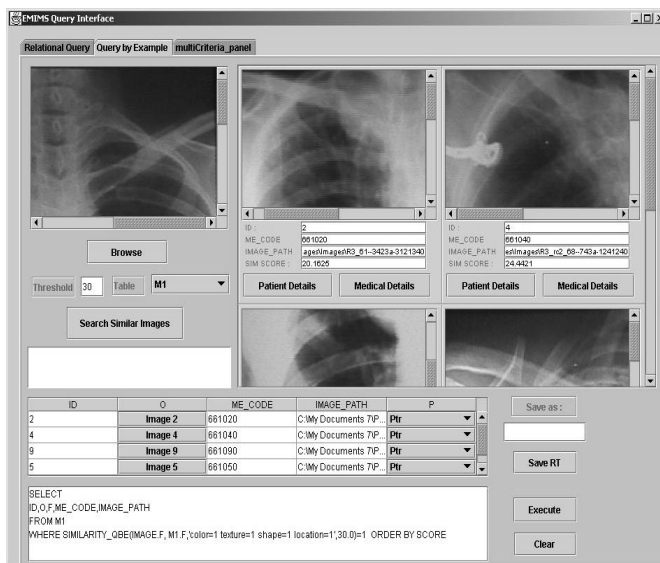 EMIMS Query Interface
Relational Query Query by Example multiCriteria_panel
ID : 2
ME_CODE 661020
IMAGE_PATH ages\Images\R3_61--3423a-3121340
SIM SCORE : 20.1625
Patient Details Medical Details
ID : 4
ME_CODE 661040
IMAGE_PATH es\Images\R3_rc2_68--743a-1241240
SIM SCORE : 24.4421
Patient Details Medical Details
Browse
Threshold 30 Table M1
Search Similar Images
ID O ME_CODE IMAGE_PATH P
2 Image 2 661020 C:\My Documents 7\P... Ptr
4 Image 4 661040 C:\My Documents 7\P... Ptr
9 Image 9 661090 C:\My Documents 7\P... Ptr
5 Image 5 661050 C:\My Documents 7\P... Ptr
Save as :
Save RT
SELECT
ID,O,F,ME_CODE,IMAGE_PATH
FROM M1
WHERE SIMILARITY_QBE(IMAGE.F, M1.F,'color=1 texture=1 shape=1 location=1',30.0)=1 ORDER BY SCORE
Execute
Clear